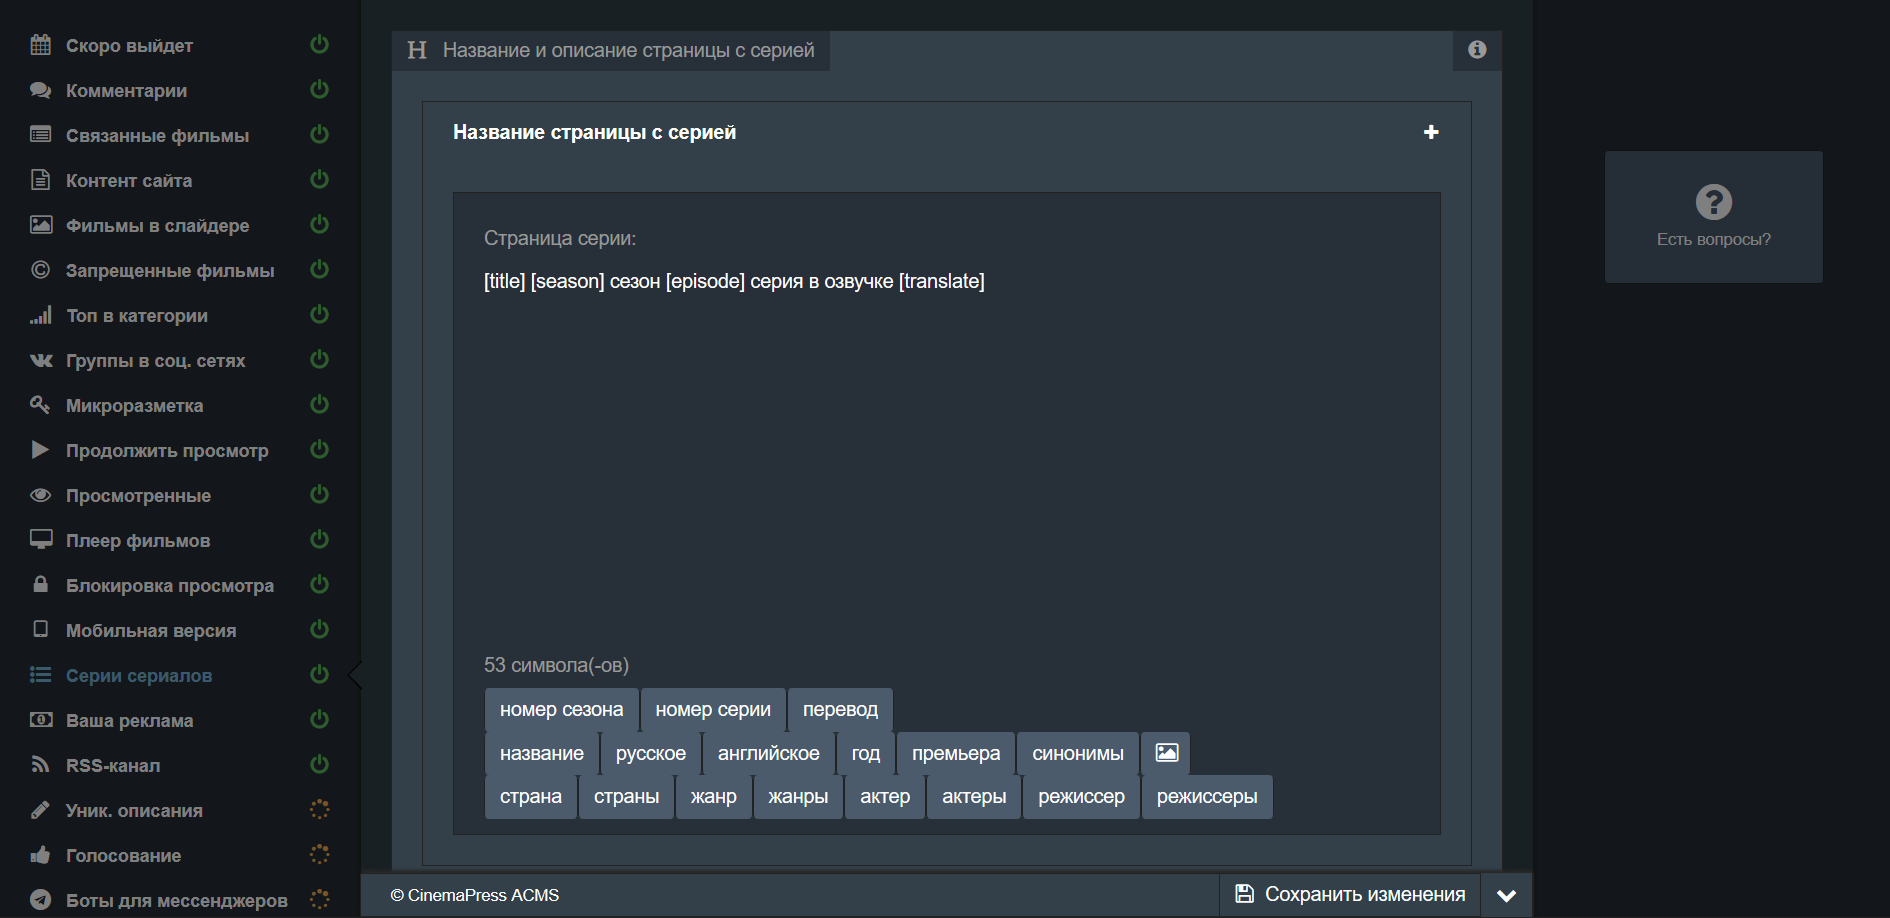 Скоро выйдет
Комментарии
Связанные фильмы
Контент сайта
Фильмы в слайдере
Запрещенные фильмы
Топ в категории
Группы в соц. сетях
Микроразметка
Продолжить просмотр
Просмотренные
Плеер фильмов
Блокировка просмотра
Мобильная версия
Серии сериалов
Ваша реклама
RSS-канал
Уник. описания
Голосование
Боты для мессенджеров
Название и описание страницы с серией
Название страницы с серией
Страница серии:
[title] [season] сезон [episode] серия в озвучке [translate]
53 символа(-ов)
номер сезона номер серии перевод
название русское английское год премьера синонимы
страна страны жанр жанры актер актеры режиссер режиссеры
© CinemaPress ACMS
Сохранить изменения
Есть вопросы?